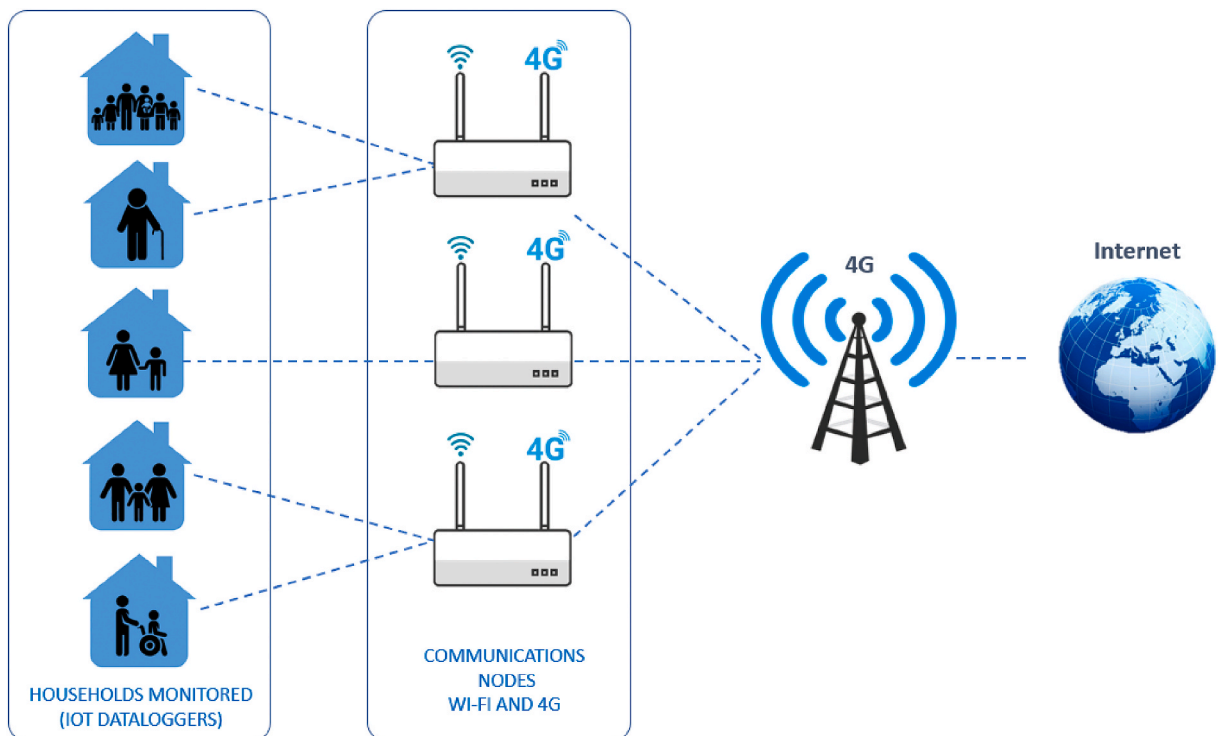 4G
4G
4G
4G
Internet
HOUSEHOLDS MONITORED
(IOT DATALOGGERS)
COMMUNICATIONS
NODES
WI-FI AND 4G